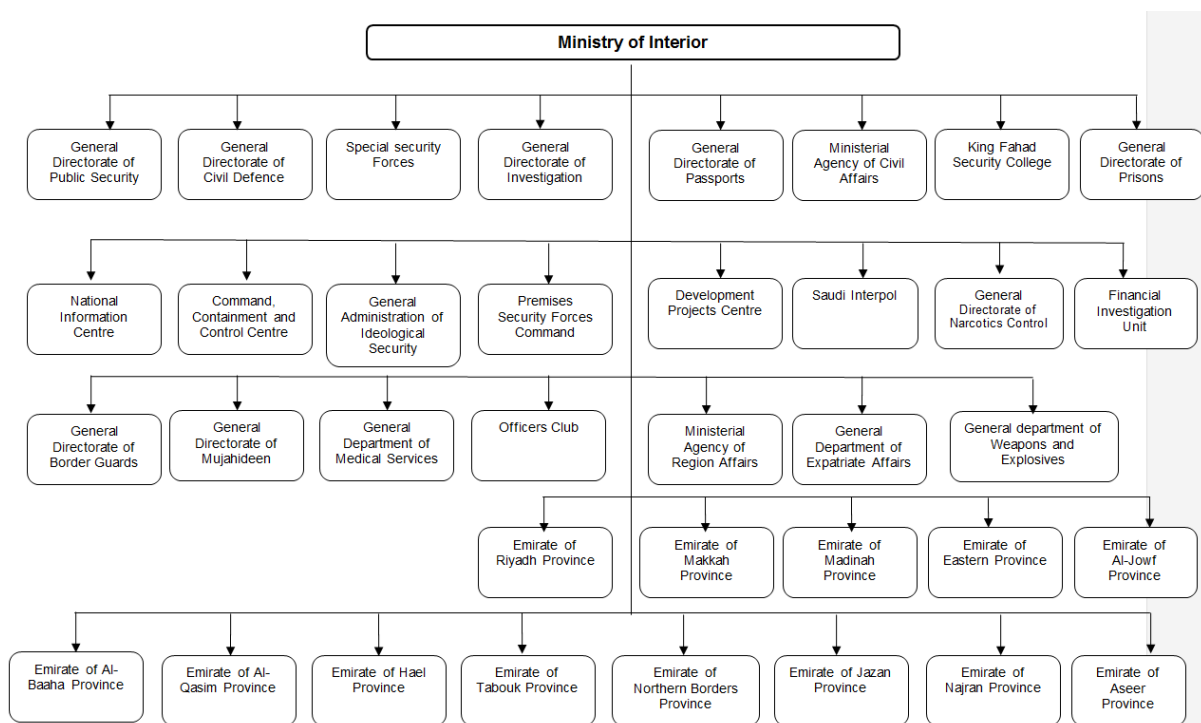 Ministry of Interior
General
Directorate of
Public Security
General
Directorate of
Civil Defence
Special security
Forces
General
Directorate of
Investigation
General
Directorate of
Passports
Ministerial
Agency of Civil
Affairs
King Fahad
Security College
General
Directorate of
Prisons
National
Information
Centre
Command,
Containment and
Control Centre
General
Administration of
Ideological
Security
Premises
Security Forces
Command
Development
Projects Centre
Saudi Interpol
General
Directorate of
Narcotics Control
Financial
Investigation
Unit
General
Directorate of
Border Guards
General
Directorate of
Mujahideen
General
Department of
Medical Services
Officers Club
Ministerial
Agency of
Region Affairs
General
Department of
Expatriate Affairs
General department of
Weapons and
Explosives
Emirate of
Riyadh Province
Emirate of
Makkah
Province
Emirate of
Madinah
Province
Emirate of
Eastern Province
Emirate of
Al-Jowf
Province
Emirate of Al-
Baaha Province
Emirate of Al-
Qasim Province
Emirate of Hael
Province
Emirate of
Tabouk Province
Emirate of
Northern Borders
Province
Emirate of Jazan
Province
Emirate of
Najran Province
Emirate of
Aseer
Province